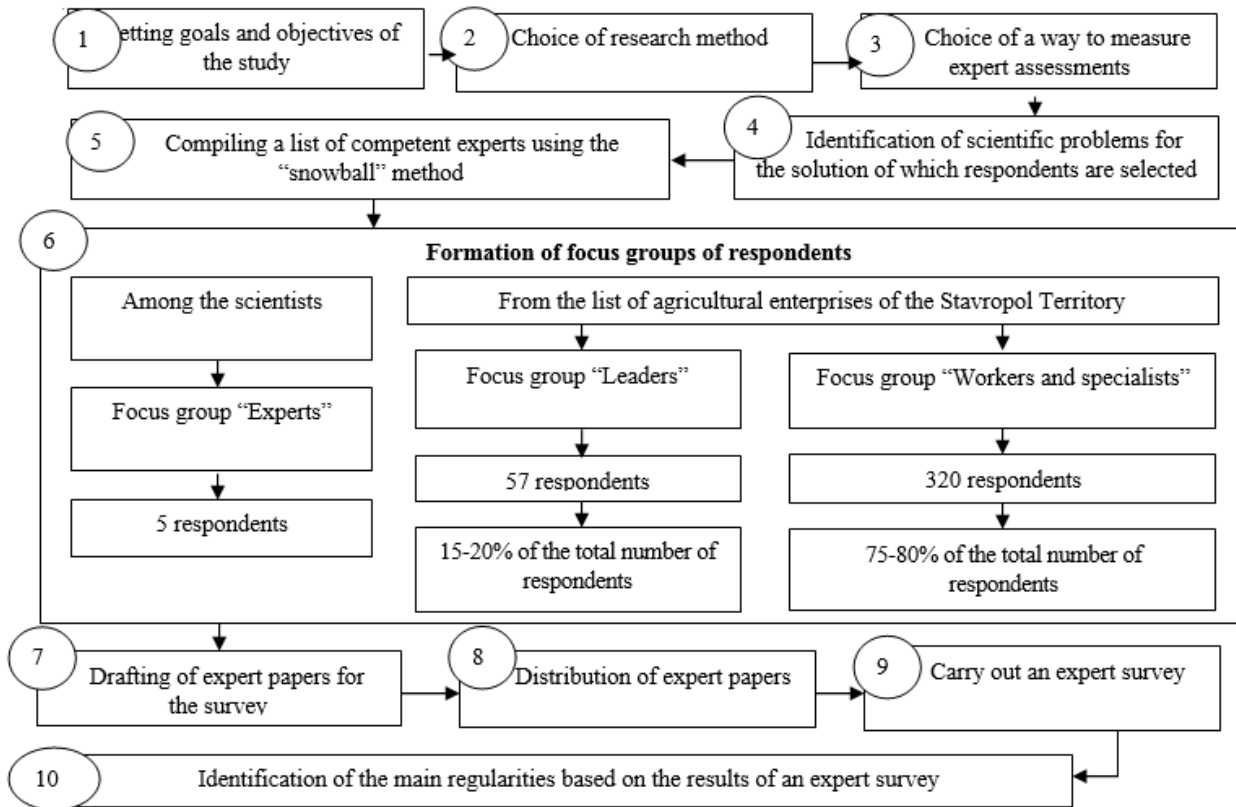 1
etting goals and objectives of
the study
2
Choice of research method
3
Choice of a way to measure
expert assessments
5
Compiling a list of competent experts using the
“snowball” method
4
Identification of scientific problems for
the solution of which respondents are selected
6
Formation of focus groups of respondents
Among the scientists
Focus group “Experts”
5 respondents
From the list of agricultural enterprises of the Stavropol Territory
Focus group “Leaders”
57 respondents
15-20% of the total number of
respondents
Focus group “Workers and specialists”
320 respondents
75-80% of the total number of
respondents
7
Drafting of expert papers for
the survey
8
Distribution of expert papers
9
Carry out an expert survey
10
Identification of the main regularities based on the results of an expert survey